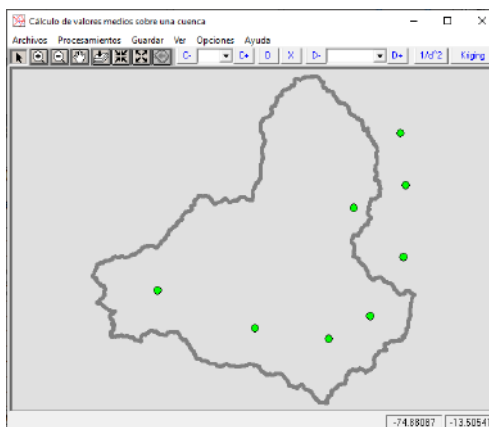 Cálculo de valores medios sobre una cuenca
Archivos Procesamientos Guardar Ver Opciones Ayuda
C- C+ D X D- D+ 1/d^2 Kriging
-74.88087 -13.50541